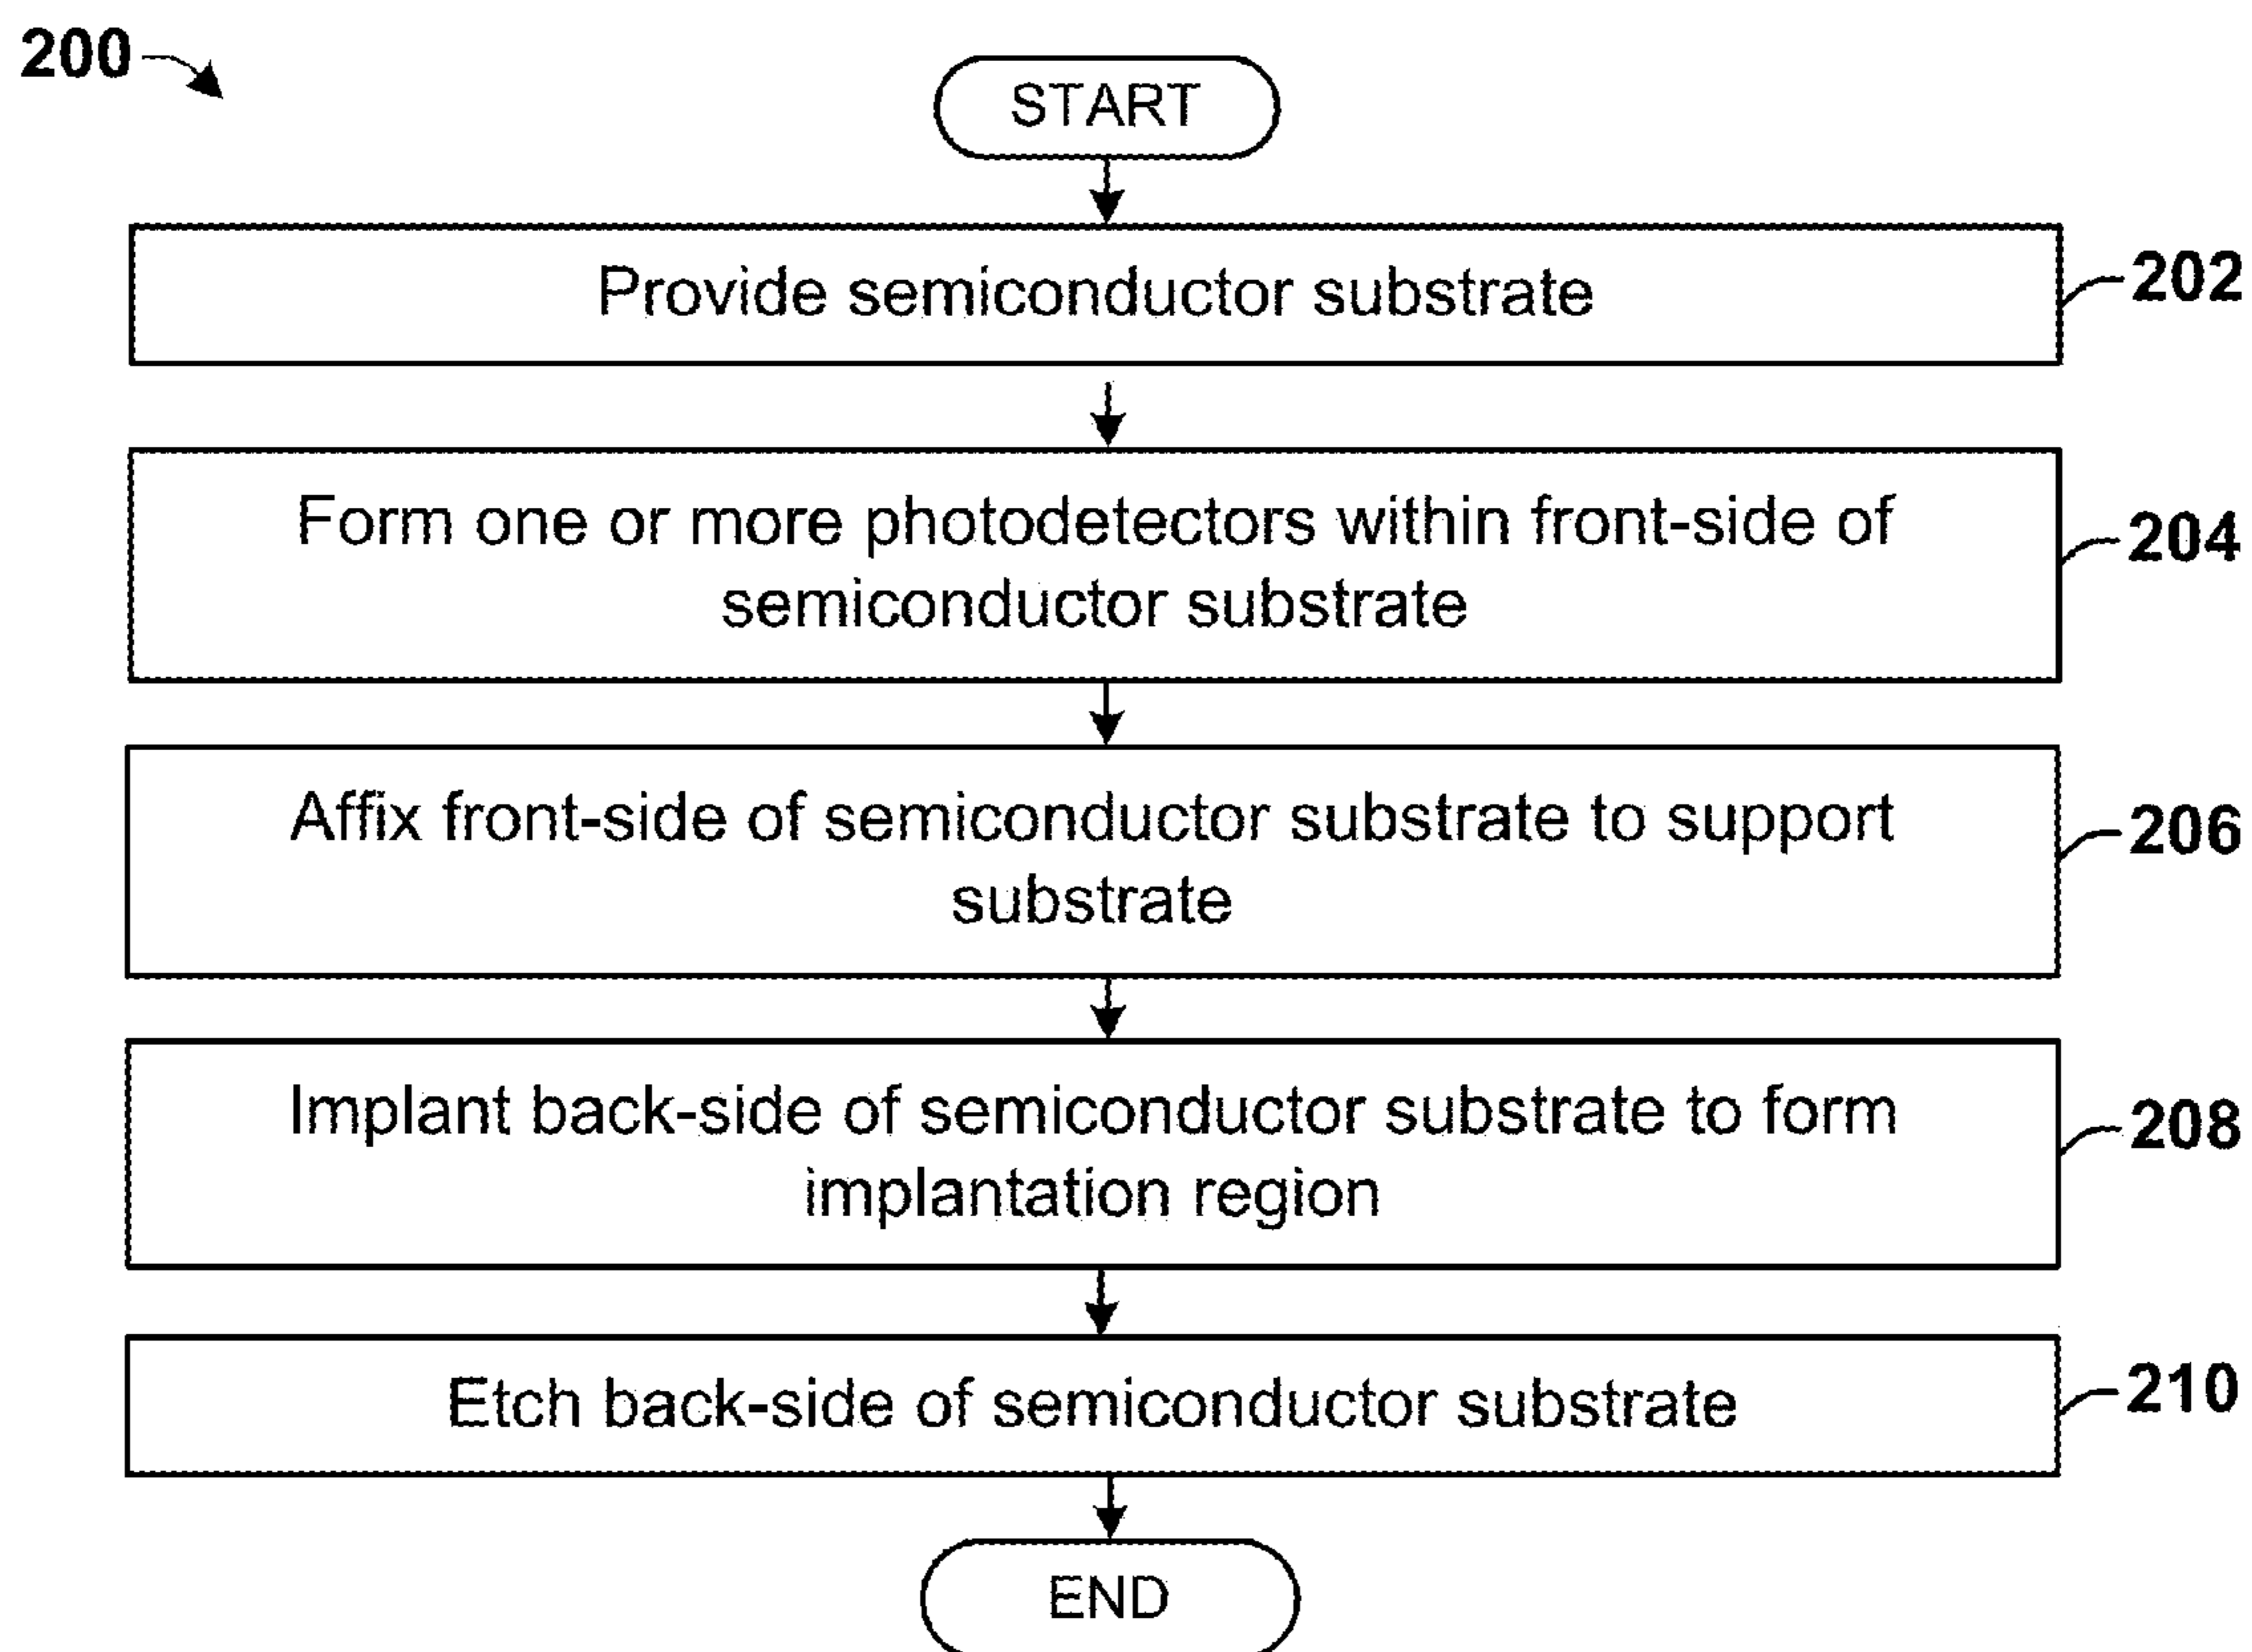 200
START
Provide semiconductor substrate
202
Form one or more photodetectors within front-side of
semiconductor substrate
204
Affix front-side of semiconductor substrate to support
substrate
206
Implant back-side of semiconductor substrate to form
implantation region
208
Etch back-side of semiconductor substrate
210
END